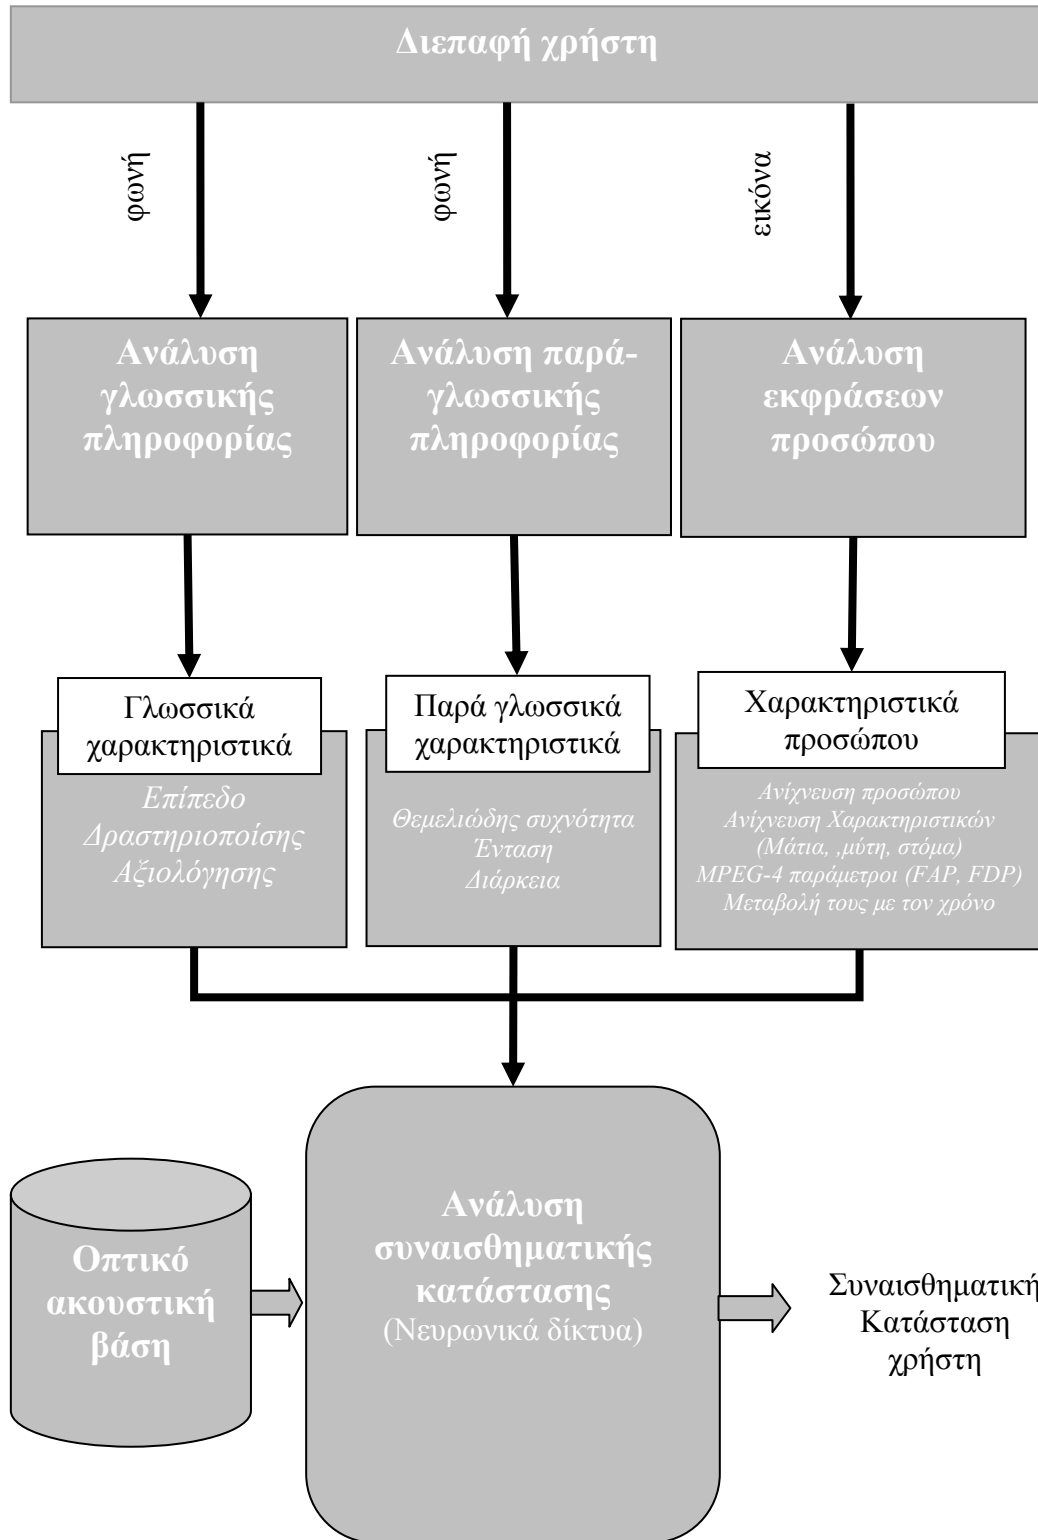 Διεπαφή χρήστη
φωνή
φωνή
εικόνα
Ανάλυση
γλωσσικής
πληροφορίας
Ανάλυση παρά-
γλωσσικής
πληροφορίας
Ανάλυση
εκφράσεων
προσώπου
Γλωσσικά
χαρακτηριστικά
Επίπεδο
Δραστηριοποίσης
Αξιολόγησης
Παρά γλωσσικά
χαρακτηριστικά
Θεμελιώδης συχνότητα
Ένταση
Διάρκεια
Χαρακτηριστικά
προσώπου
Ανίχνευση προσώπου
Ανίχνευση Χαρακτηριστικών
(Μάτια, ,μύτη, στόμα)
MPEG-4 παράμετροι (FAP, FDP)
Μεταβολή τους με τον χρόνο
Οπτικό
ακουστική
βάση
Ανάλυση
συναισθηματικής
κατάστασης
(Νευρωνικά δίκτυα)
Συναισθηματική
Κατάσταση
χρήστη